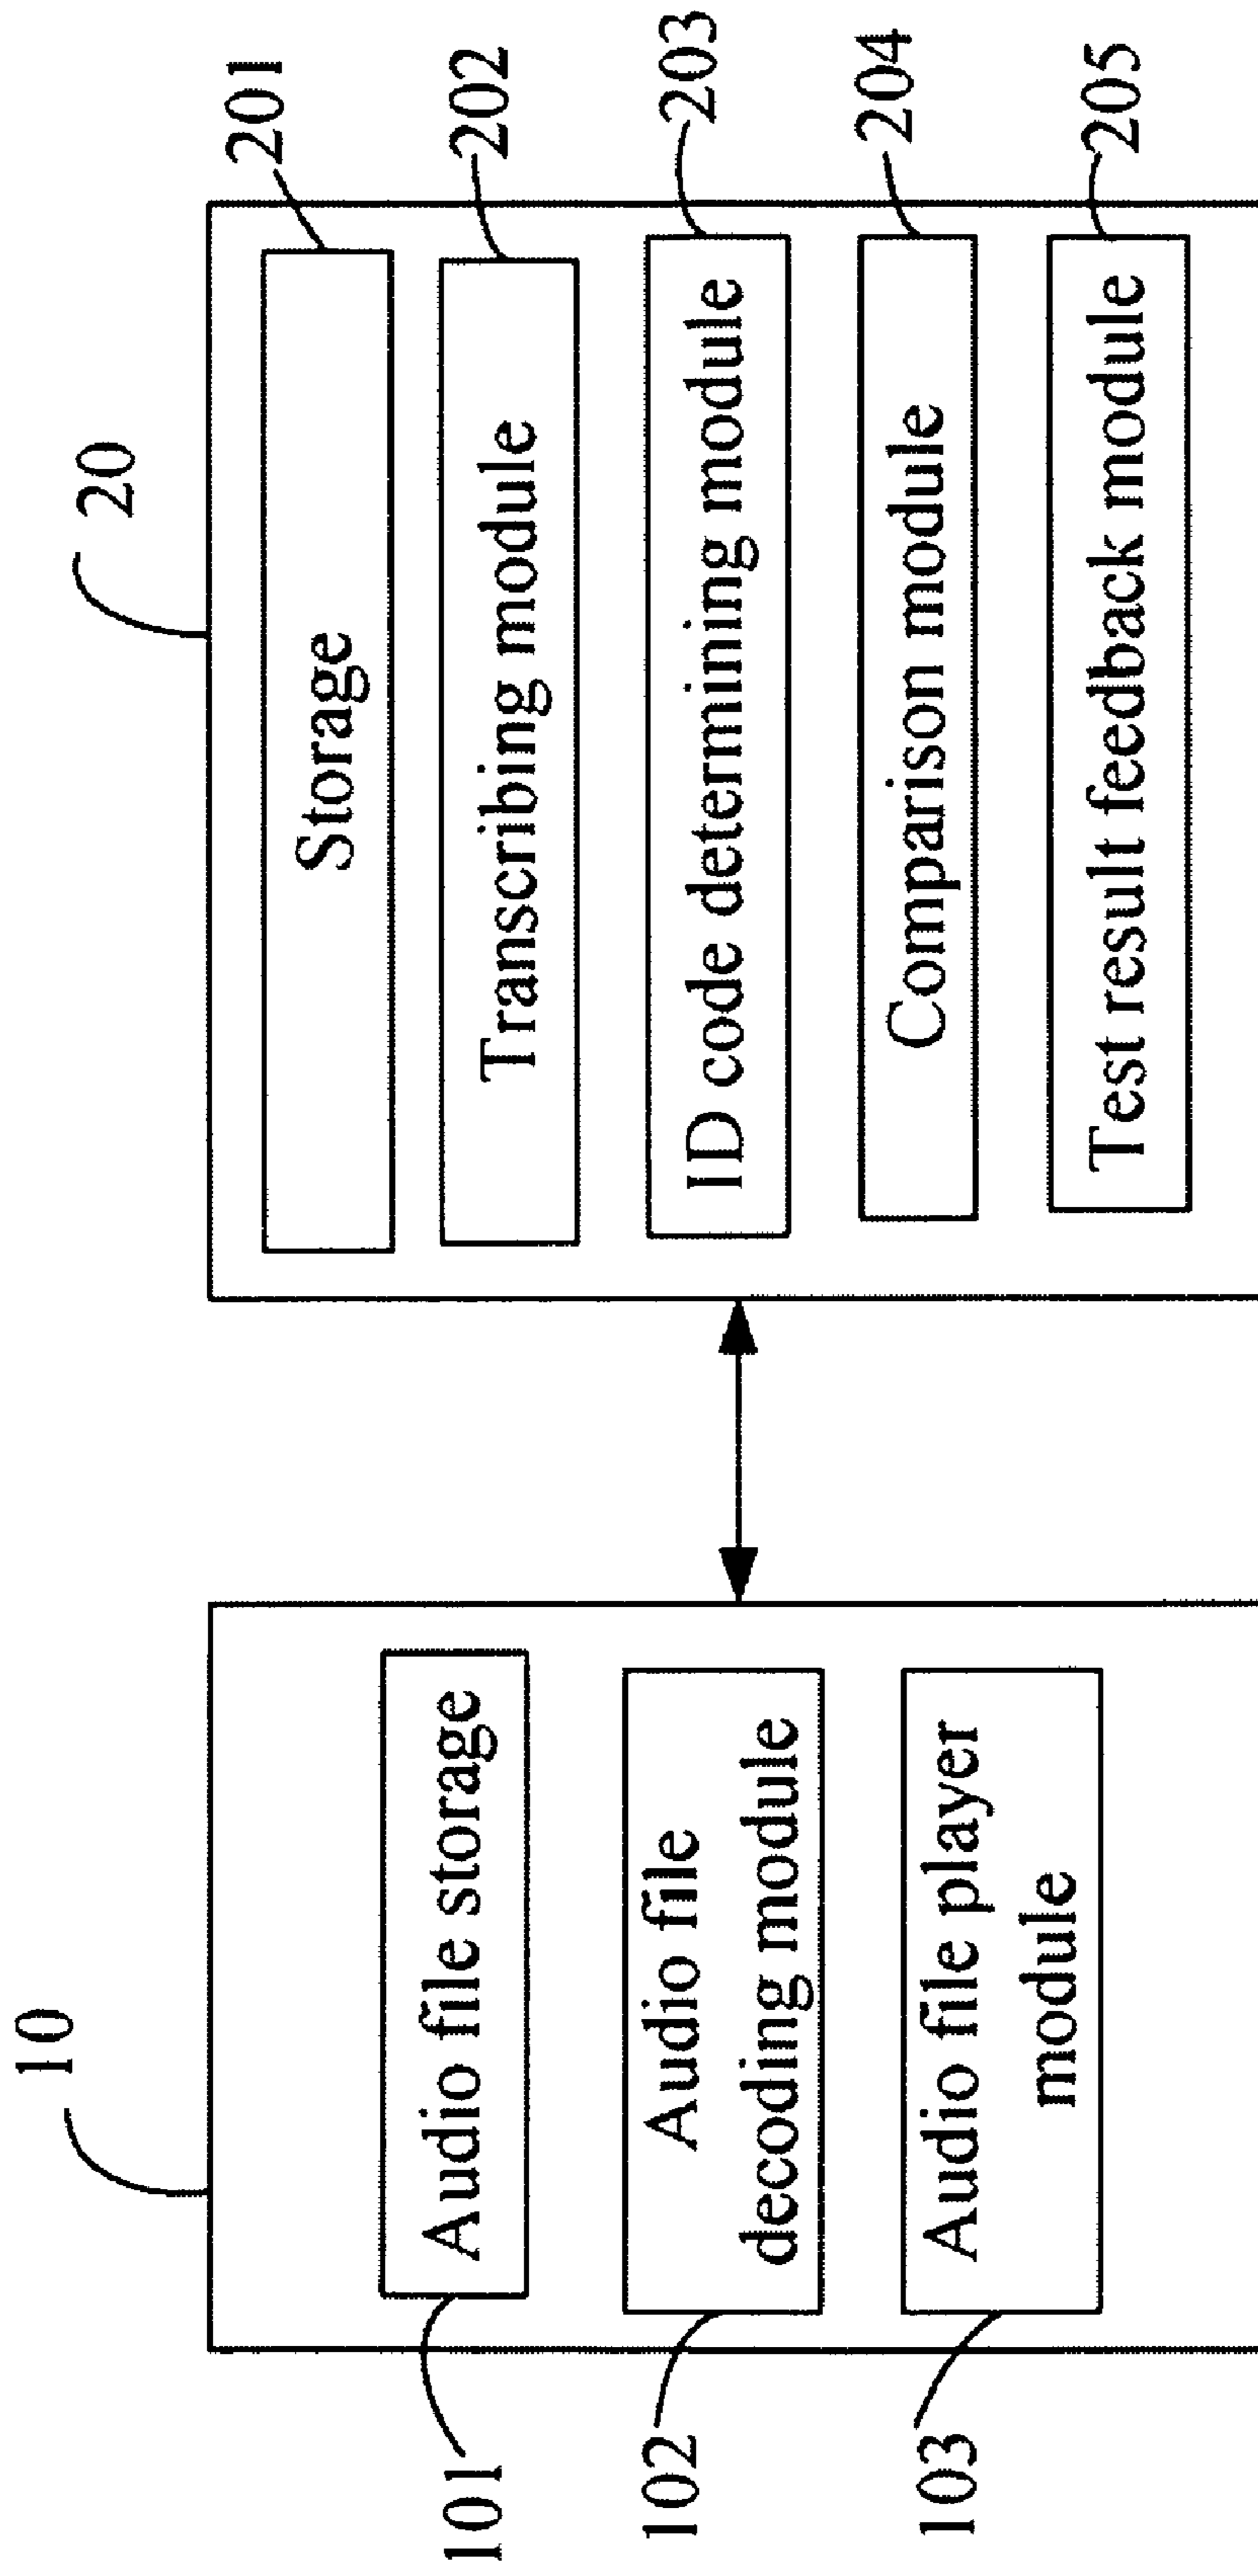 10
101
Audio file storage
102
Audio file
decoding module
103
Audio file player
module
20
Storage
201
Transcribing module
202
ID code determining module
203
Comparison module
204
Test result feedback module
205